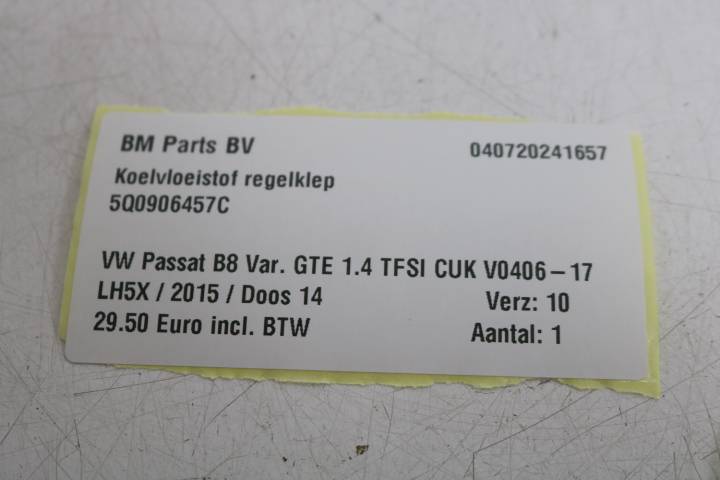 BM Parts BV 040720241657
Koelvloeistof regelklep
5Q0906457C
VW Passat B8 Var. GTE 1.4 TFSI CUK V0406-17
LH5X / 2015 / Doos 14 Verz: 10
29.50 Euro incl. BTW Aantal: 1